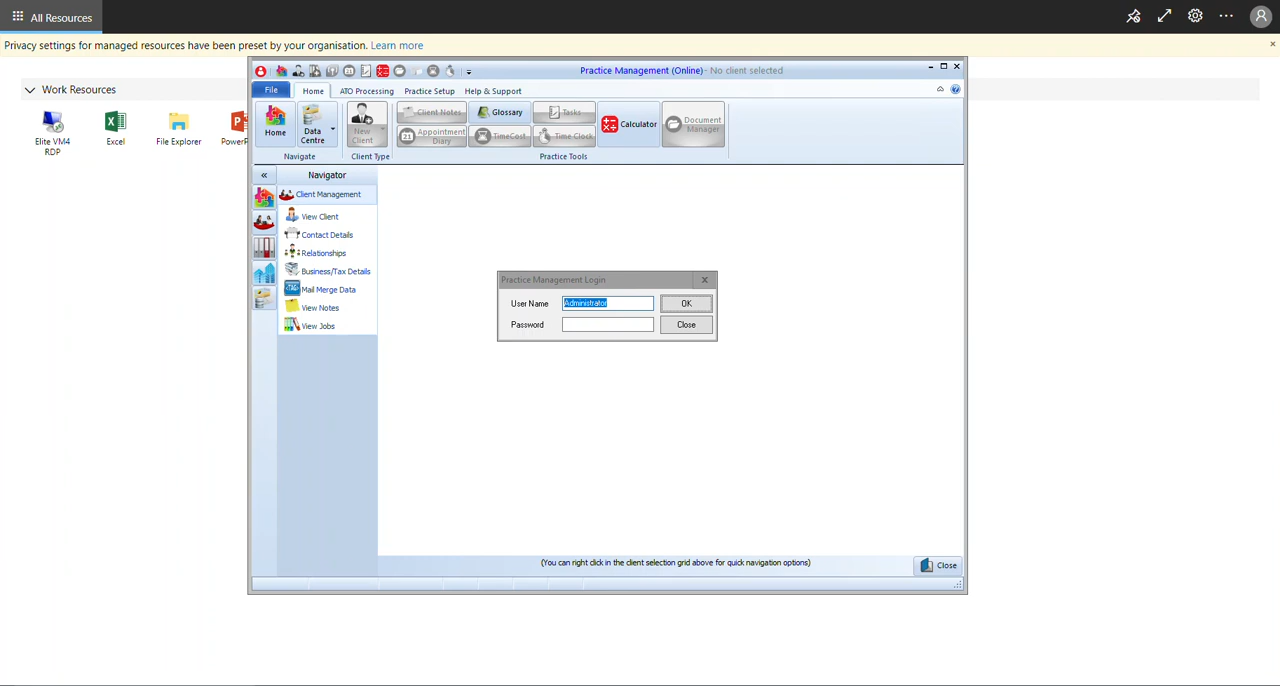 All Resources
Privacy settings for managed resources have been preset by your organisation. Learn more
Work Resources
Elite VM4
RDP
Excel
File Explorer
PowerP
Practice Management (Online) - No client selected
File
Home
ATO Processing
Practice Setup
Help & Support
Home
Data
Centre
Navigate
New
Client
Client Type
Client Notes
Glossary
Tasks
Appointment
Diary
TimeCost
Time Clock
Calculator
Document
Manager
Practice Tools
Navigator
Client Management
View Client
Contact Details
Relationships
Business/Tax Details
Mail Merge Data
View Notes
View Jobs
Practice Management Login
User Name
Administrator
OK
Password
Close
(You can right click in the client selection grid above for quick navigation options)
Close